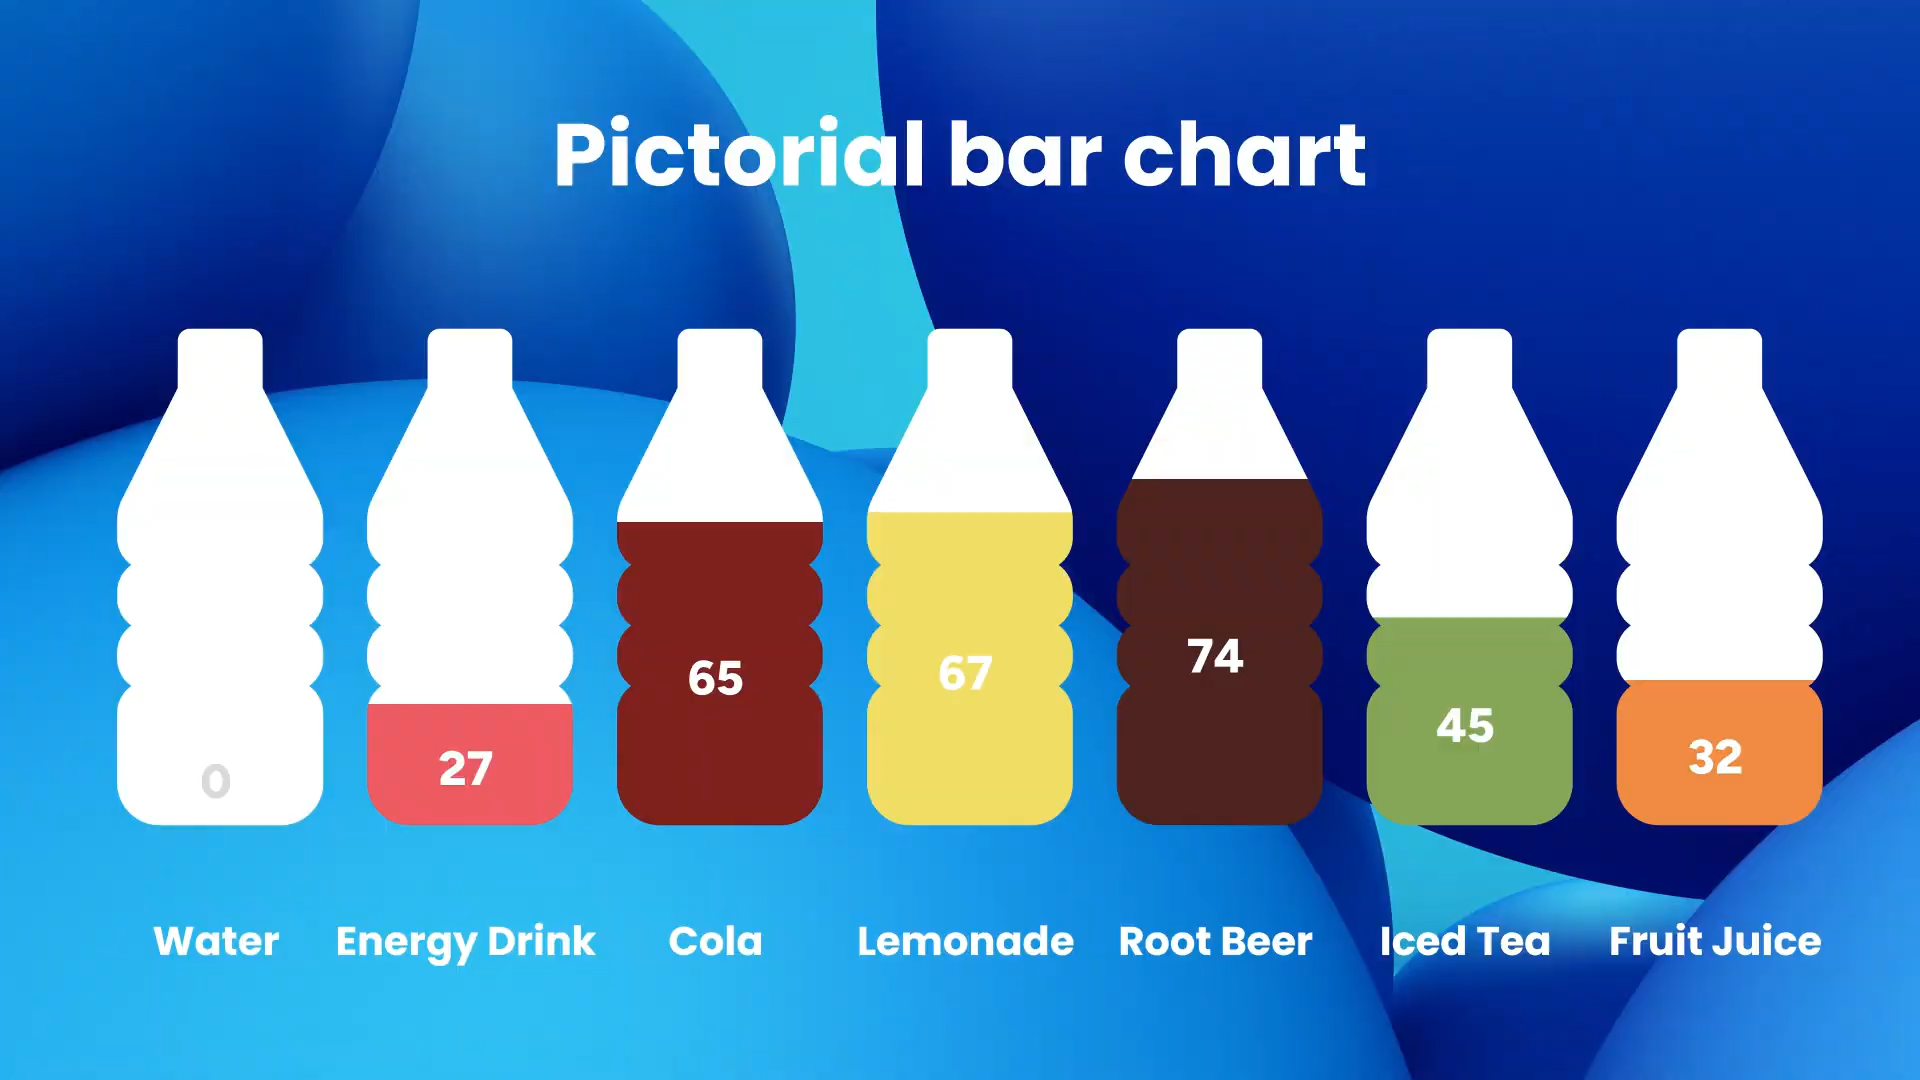 Pictorial bar chart
0
27
65
67
74
45
32
Water
Energy Drink
Cola
Lemonade
Root Beer
Iced Tea
Fruit Juice